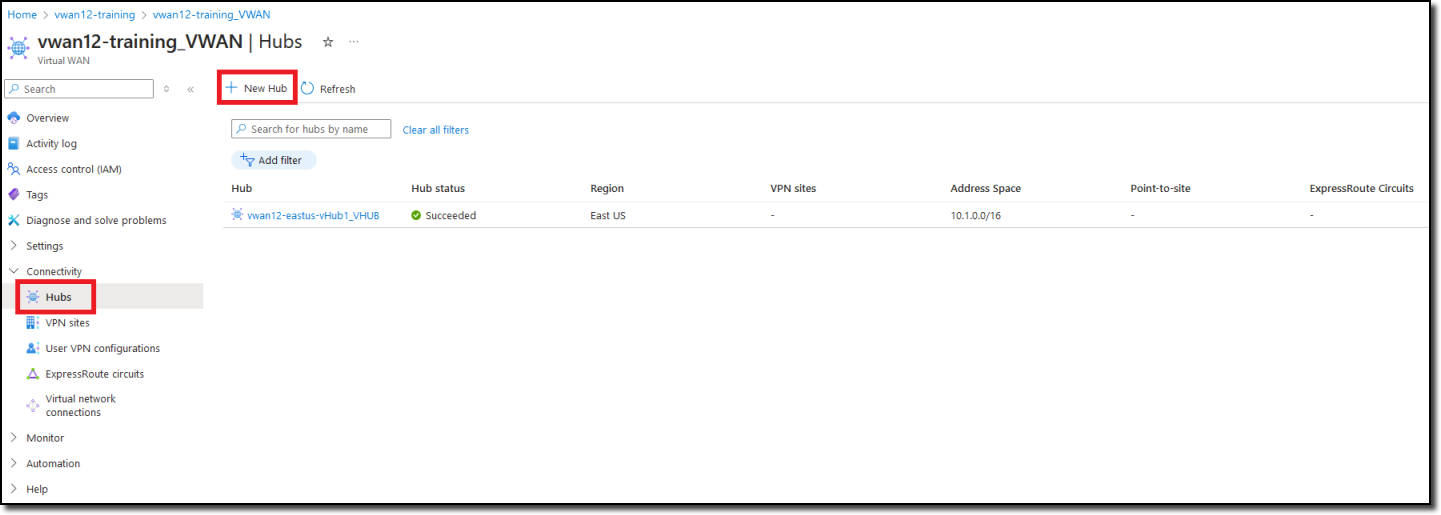 Home > vwan12-training > vwan12-training_VWAN
vwan12-training_VWAN | Hubs
Virtual WAN
Search
Overview
Activity log
Access control (IAM)
Tags
Diagnose and solve problems
Settings
Connectivity
Hubs
VPN sites
User VPN configurations
ExpressRoute circuits
Virtual network
connections
Monitor
Automation
Help
New Hub Refresh
Search for hubs by name Clear all filters
Add filter
Hub Hub status Region VPN sites Address Space Point-to-site ExpressRoute Circuits
vwan12-eastus-vHub1_VHUB Succeeded East US - 10.1.0.0/16 - -